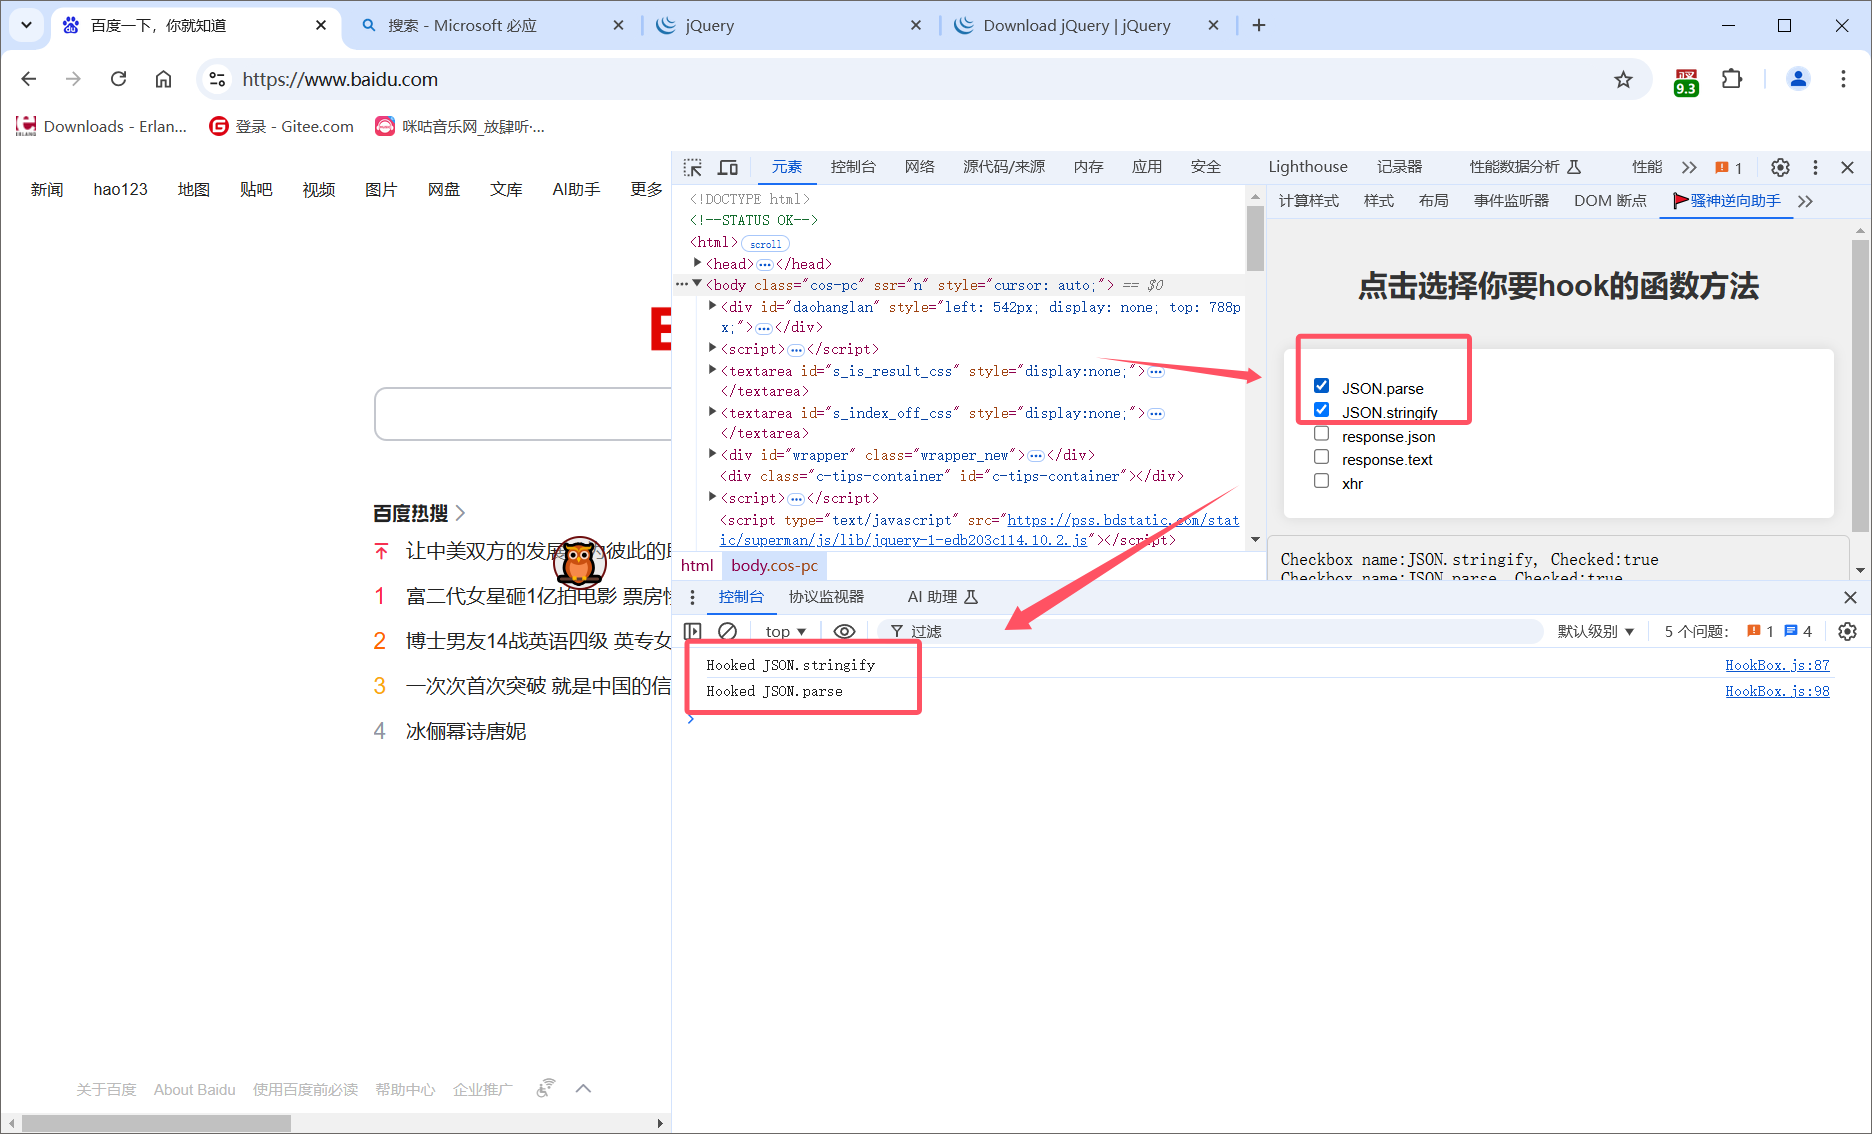 百度一下，你就知道
搜索 - Microsoft 必应
jQuery
Download jQuery | jQuery
https://www.baidu.com
9.3
Downloads - Erlan...
登录 - Gitee.com
咪咕音乐网_放肆听·...
新闻 hao123 地图 贴吧 视频 图片 网盘 文库 AI助手 更多
元素 控制台 网络 源代码/来源 内存 应用 安全 Lighthouse 记录器 性能数据分析 性能 1
<!DOCTYPE html>
<!--STATUS OK-->
<html> scroll
<head> ··· </head>
··· <body class="cos-pc" ssr="n" style="cursor: auto;"> == $0
<div id="daohanglan" style="left: 542px; display: none; top: 788p
x;"> ··· </div>
<script> ··· </script>
<textarea id="s_is_result_css" style="display:none;"> ···
</textarea>
<textarea id="s_index_off_css" style="display:none;"> ···
</textarea>
<div id="wrapper" class="wrapper_new"> ··· </div>
<div class="c-tips-container" id="c-tips-container"></div>
<script> ··· </script>
<script type="text/javascript" src="https://pss.bdstatic.com/stat
ic/superman/js/lib/jquery-1-edb203c114.10.2.js"></script>
html body.cos-pc
计算样式 样式 布局 事件监听器 DOM 断点 骚神逆向助手
点击选择你要hook的函数方法
JSON.parse
JSON.stringify
response.json
response.text
xhr
Checkbox name:JSON.stringify, Checked:true
Checkbox name:JSON.parse, Checked:true
控制台 协议监视器 AI 助理
top 过滤 默认级别 5 个问题: 1 4
Hooked JSON.stringify HookBox.js:87
Hooked JSON.parse HookBox.js:98
百度热搜
让中美双方的发展
彼此的
1 富二代女星砸1亿拍电影 票房
2 博士男友14战英语四级 英专女
3 一次次首次突破 就是中国的信
4 冰俪幂诗唐妮
关于百度 About Baidu 使用百度前必读 帮助中心 企业推广